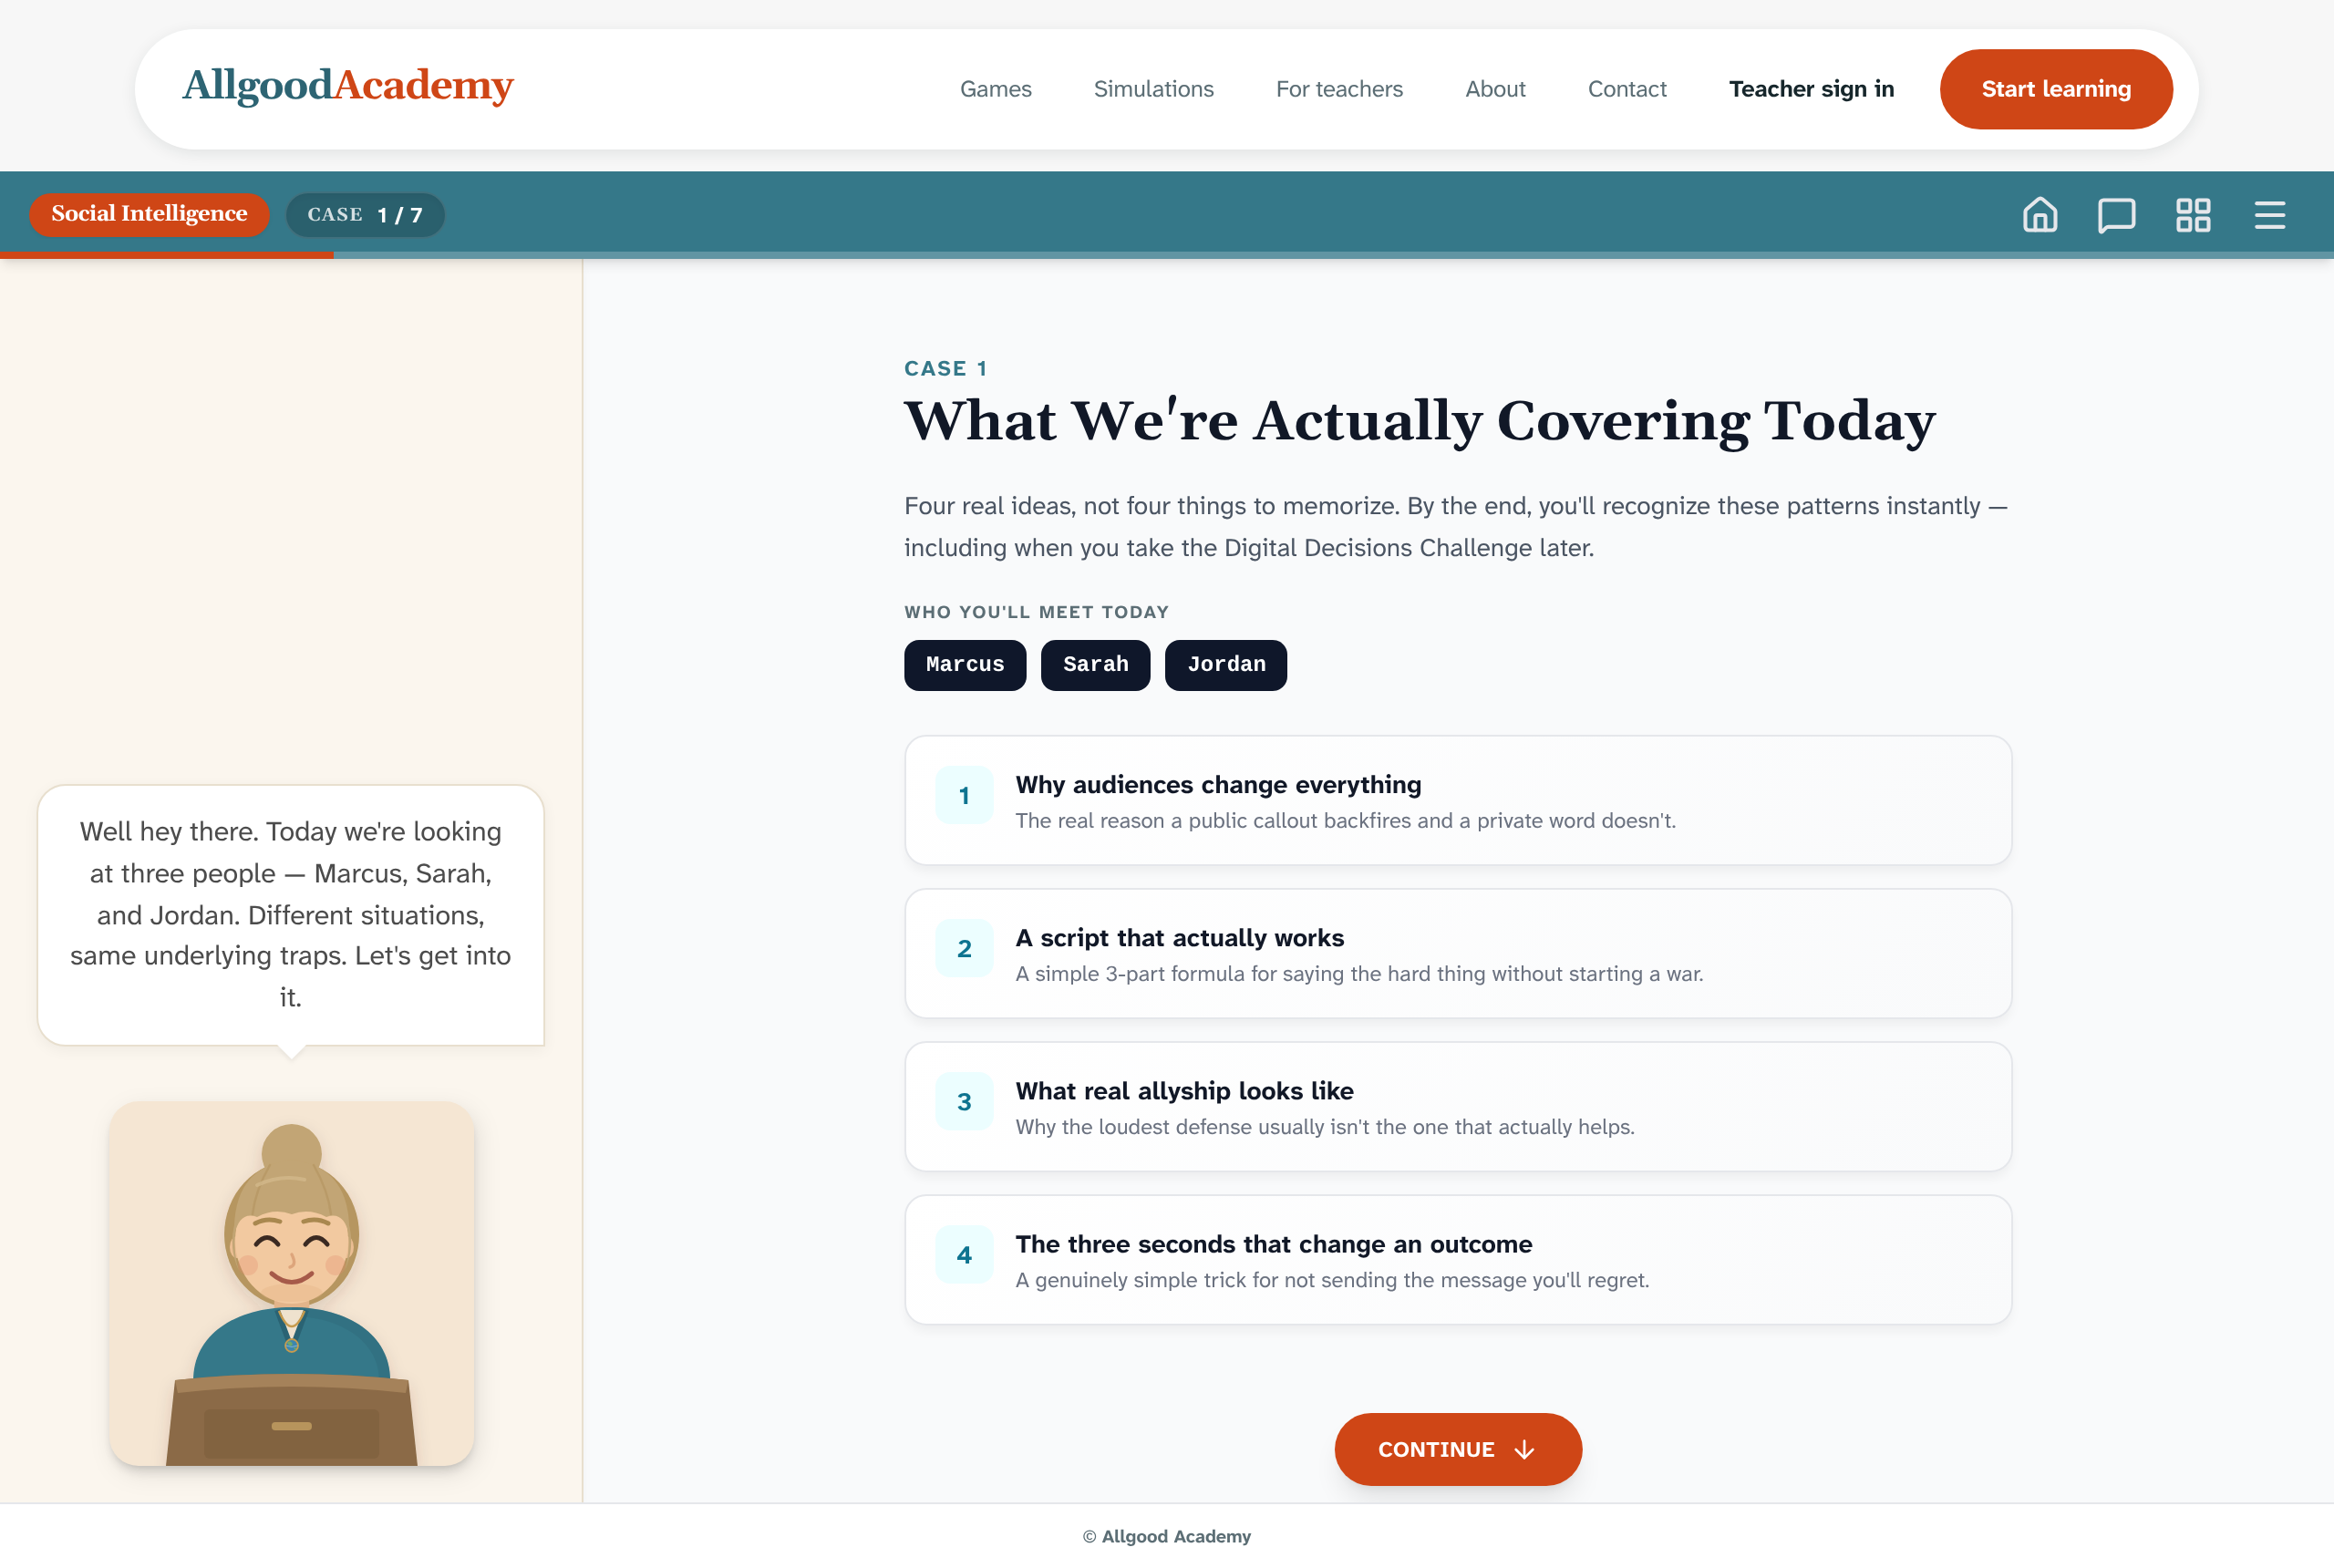 AllgoodAcademy
Games
Simulations
For teachers
About
Contact
Teacher sign in
Start learning
Social Intelligence
CASE 1 / 7
Well hey there. Today we're looking
at three people — Marcus, Sarah,
and Jordan. Different situations,
same underlying traps. Let's get into
it.
CASE 1
What We're Actually Covering Today
Four real ideas, not four things to memorize. By the end, you'll recognize these patterns instantly —
including when you take the Digital Decisions Challenge later.
WHO YOU'LL MEET TODAY
Marcus
Sarah
Jordan
1
Why audiences change everything
The real reason a public callout backfires and a private word doesn't.
2
A script that actually works
A simple 3-part formula for saying the hard thing without starting a war.
3
What real allyship looks like
Why the loudest defense usually isn't the one that actually helps.
4
The three seconds that change an outcome
A genuinely simple trick for not sending the message you'll regret.
CONTINUE
© Allgood Academy